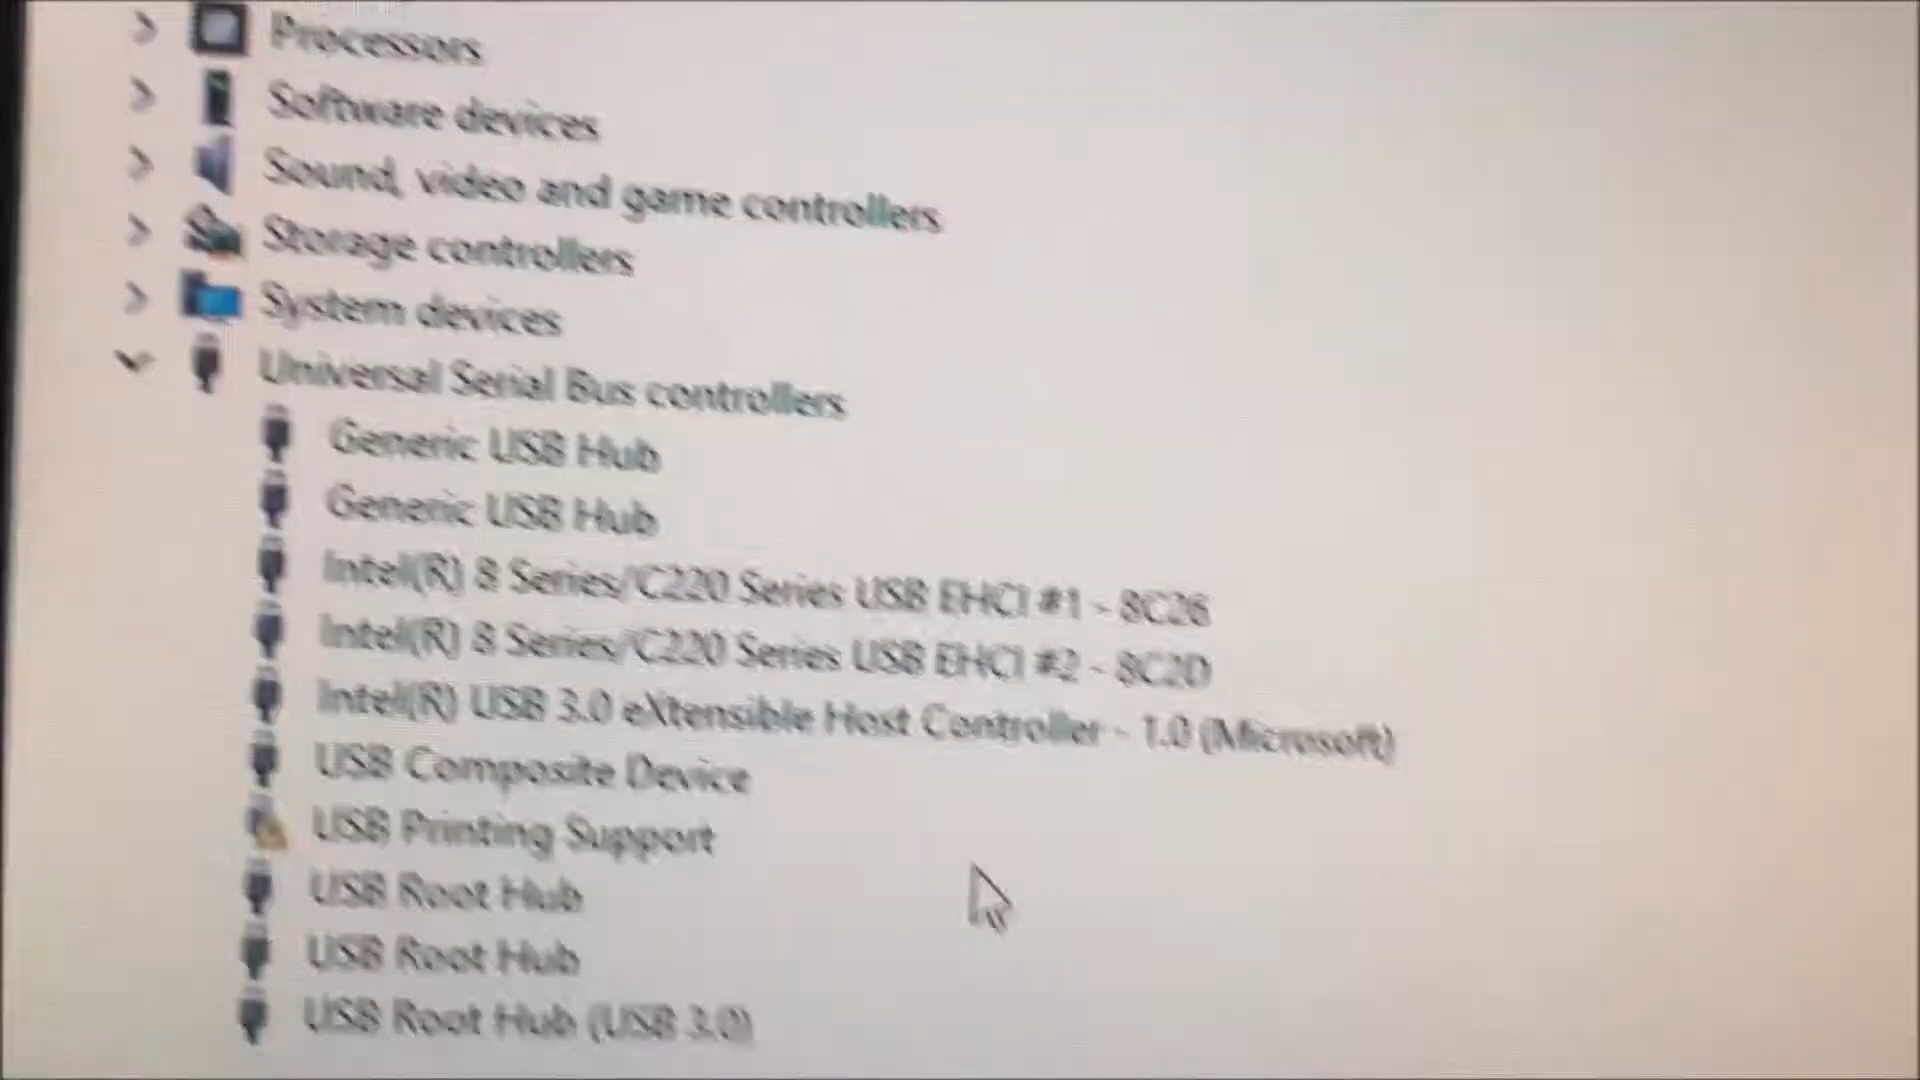 Processors
Software devices
Sound, video and game controllers
Storage controllers
System devices
Universal Serial Bus controllers
Generic USB Hub
Generic USB Hub
Intel(R) 8 Series/C220 Series USB EHCI #1 - 8C26
Intel(R) 8 Series/C220 Series USB EHCI #2 - 8C2D
Intel(R) USB 3.0 eXtensible Host Controller - 1.0 (Microsoft)
USB Composite Device
USB Printing Support
USB Root Hub
USB Root Hub
USB Root Hub (USB 3.0)